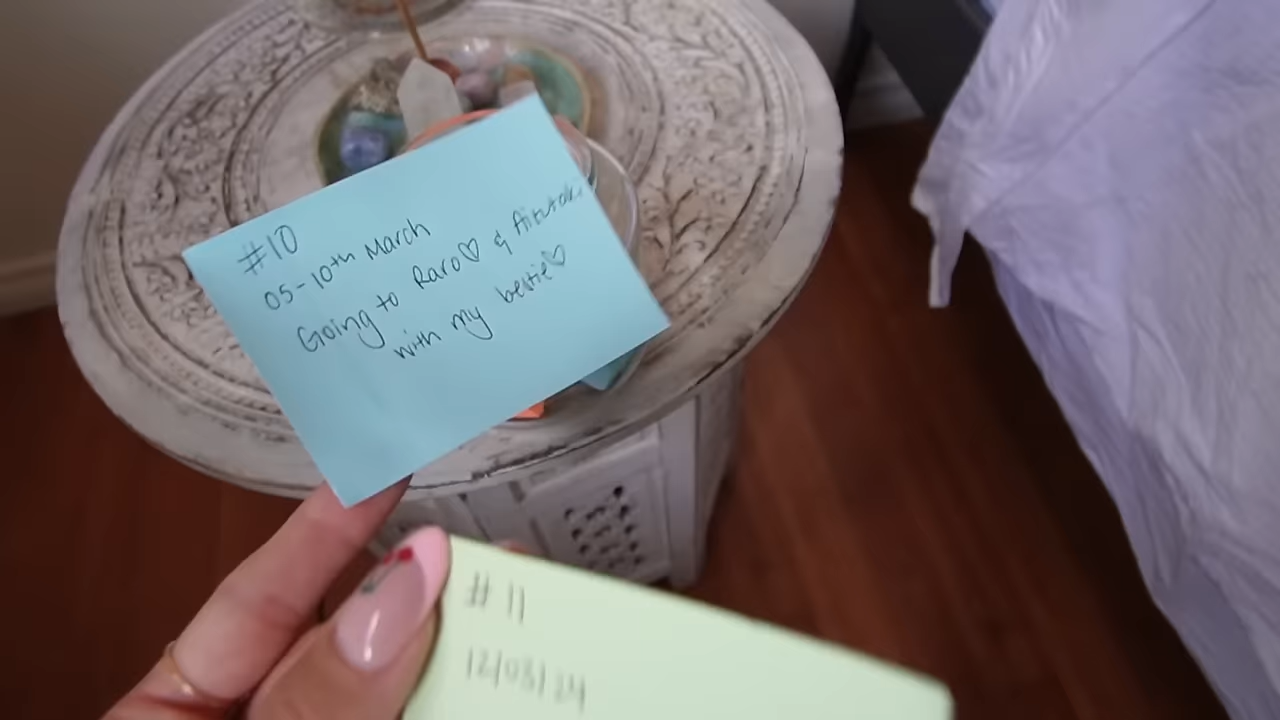 #10
05-10th March
Going to Raro♡ & Aitutaki
with my bestie♡
#11
12/03/24